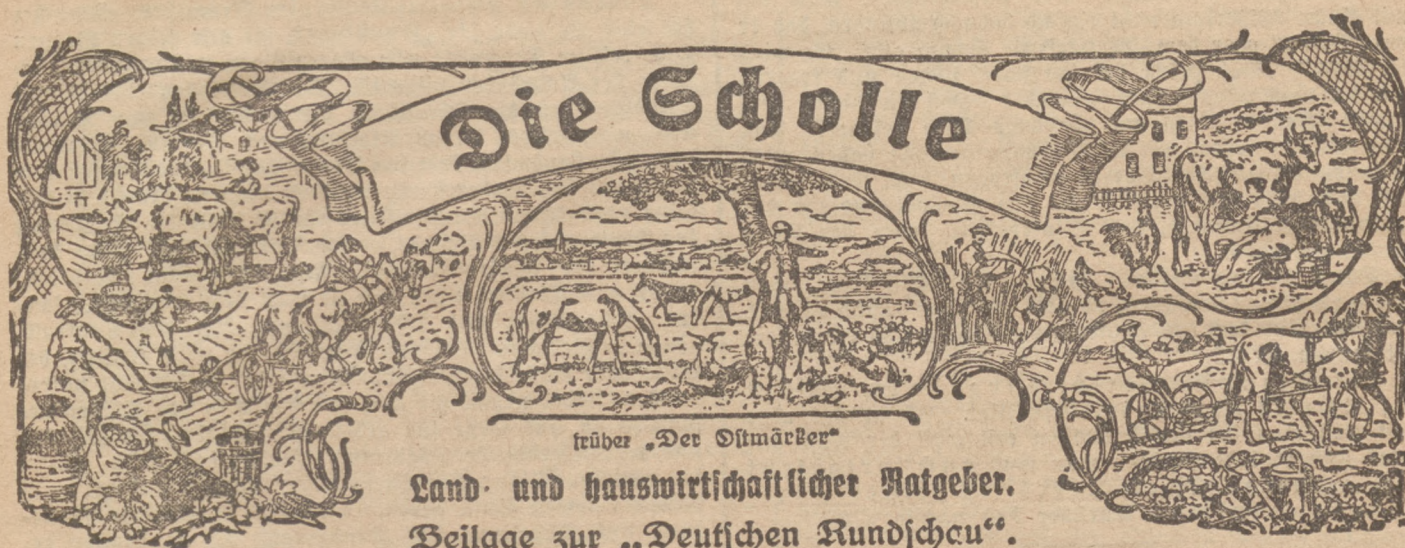 Die Scholle
früher „Der Ostmärker“
Land- und hauswirtschaftlicher Ratgeber.
Beilage zur „Deutschen Rundschau“.